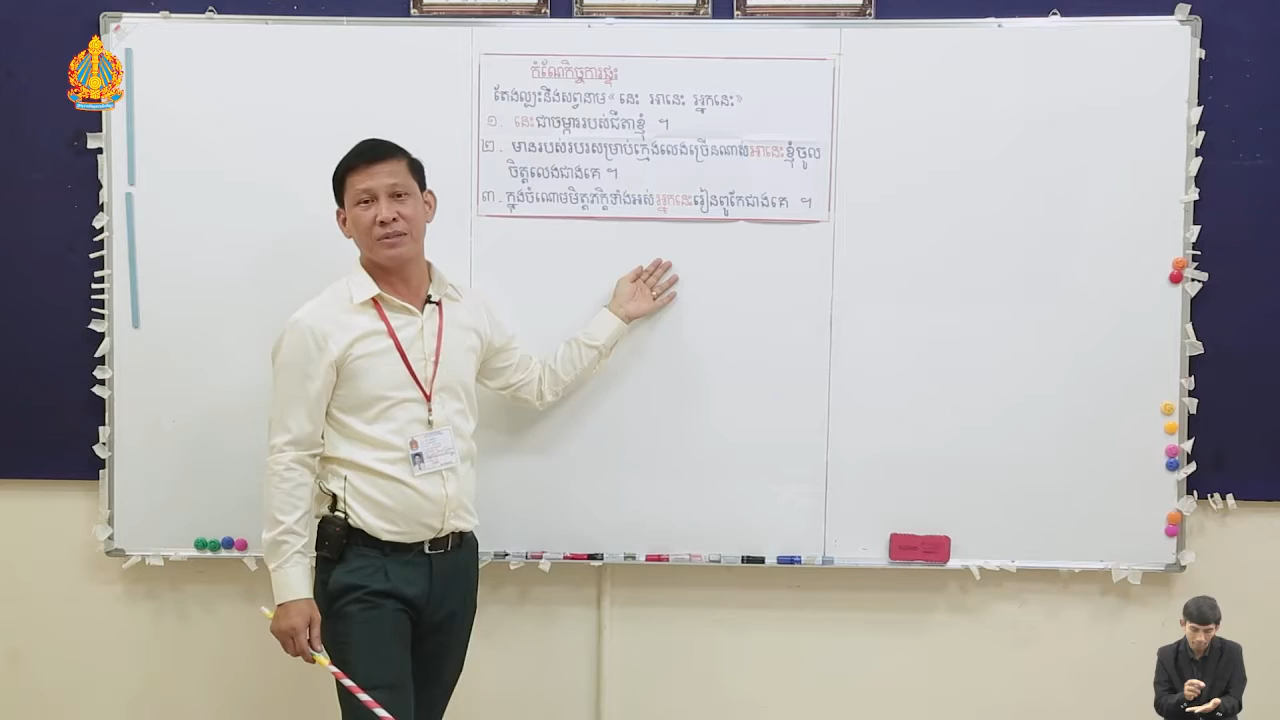 កំណែកិច្ចការផ្ទះ
តែងល្បះនឹងសព្វនាម« នេះ អានេះ អ្នកនេះ»
១. នេះជាចម្ការរបស់ជីតាខ្ញុំ ។
២. មានរបស់របរសម្រាប់ក្មេងលេងច្រើនណាស់អានេះខ្ញុំចូល
ចិត្តលេងជាងគេ ។
៣. ក្នុងចំណោមមិត្តភក្តិទាំងអស់អ្នកនេះរៀនពូកែជាងគេ ។